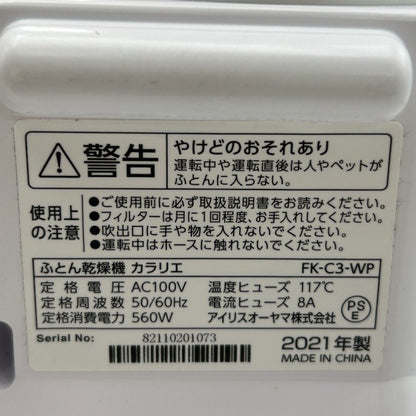 警告
やけどのおそれあり
運転中や運転直後は人やペットが
ふとんに入らない。
使用上の注意
●ご使用前に必ず取扱説明書をお読みください。
●フィルターは月に1回程度、お手入れしてください。
●吹出口に手や物を入れないでください。
●運転中はホースに触れないでください。
ふとん乾燥機 カラリエ FK-C3-WP
定格電圧 AC100V 温度ヒューズ 117℃
定格周波数 50/60Hz 電流ヒューズ 8A
定格消費電力 560W アイリスオーヤマ株式会社
PSE
Serial No: 82110201073
2021年製
MADE IN CHINA